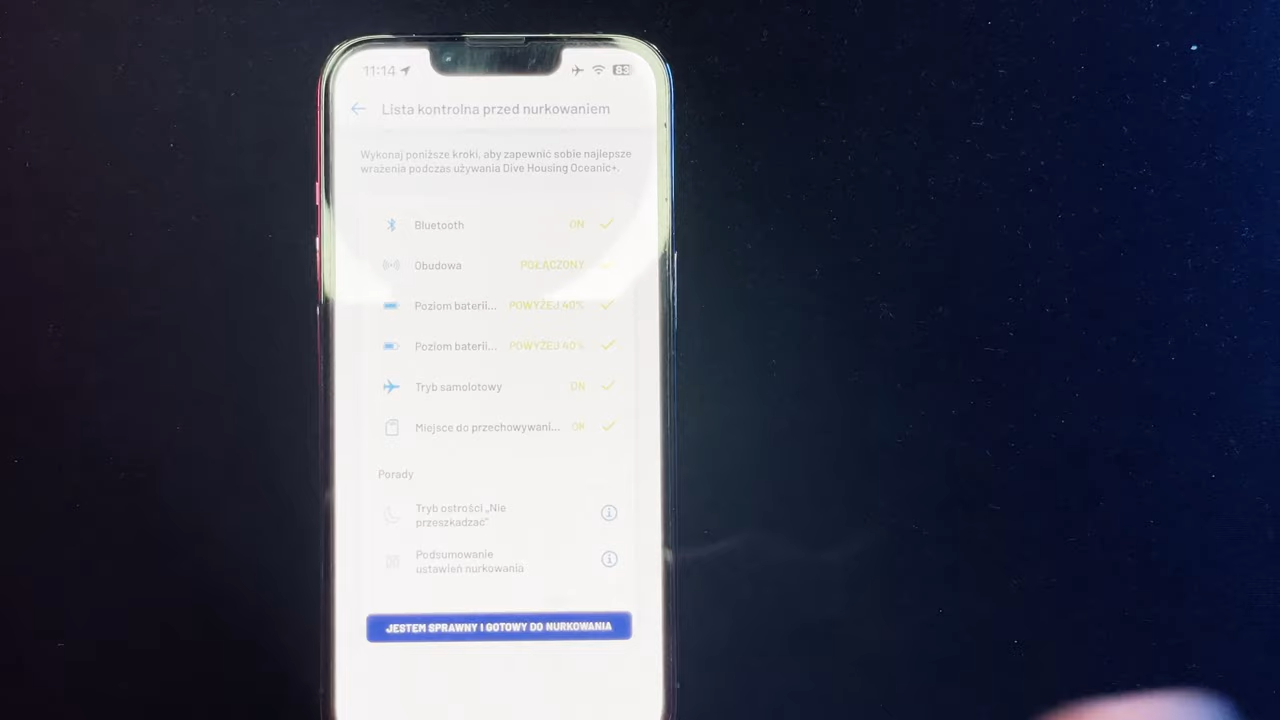 11:14
83
Lista kontrolna przed nurkowaniem
Wykonaj poniższe kroki, aby zapewnić sobie najlepsze
wrażenia podczas używania Dive Housing Oceanic+.
Bluetooth ON
Obudowa POŁĄCZONY
Poziom baterii... POWYŻEJ 40%
Poziom baterii... POWYŻEJ 40%
Tryb samolotowy ON
Miejsce do przechowywani... OK
Porady
Tryb ostrości „Nie
przeszkadzać"
Podsumowanie
ustawień nurkowania
JESTEM SPRAWNY I GOTOWY DO NURKOWANIA